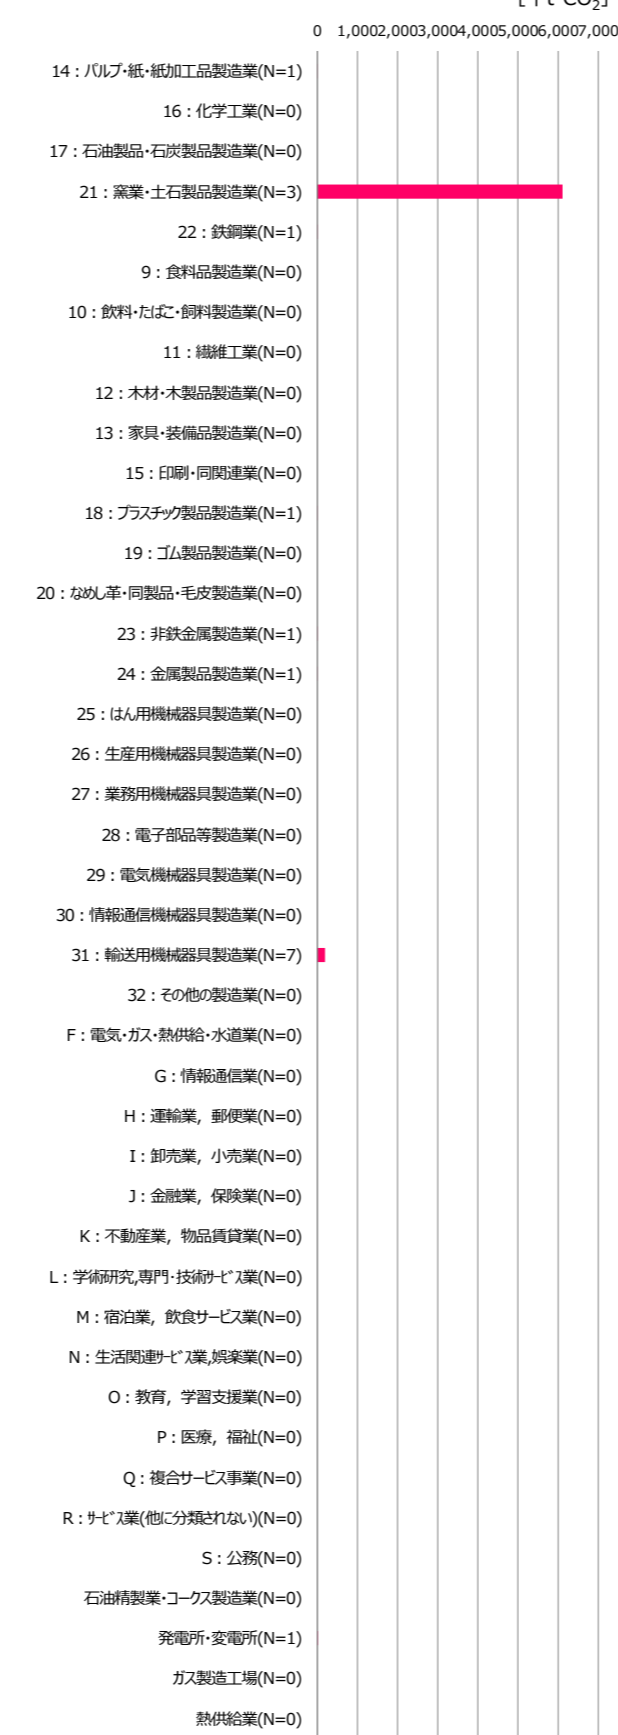 0 1,000 2,000 3,000 4,000 5,000 6,000 7,000
14：パルプ・紙・紙加工品製造業(N=1)
16：化学工業(N=0)
17：石油製品・石炭製品製造業(N=0)
21：窯業・土石製品製造業(N=3)
22：鉄鋼業(N=1)
9：食料品製造業(N=0)
10：飲料・たばこ・飼料製造業(N=0)
11：繊維工業(N=0)
12：木材・木製品製造業(N=0)
13：家具・装備品製造業(N=0)
15：印刷・同関連業(N=0)
18：プラスチック製品製造業(N=1)
19：ゴム製品製造業(N=0)
20：なめし革・同製品・毛皮製造業(N=0)
23：非鉄金属製造業(N=1)
24：金属製品製造業(N=1)
25：はん用機械器具製造業(N=0)
26：生産用機械器具製造業(N=0)
27：業務用機械器具製造業(N=0)
28：電子部品等製造業(N=0)
29：電気機械器具製造業(N=0)
30：情報通信機械器具製造業(N=0)
31：輸送用機械器具製造業(N=7)
32：その他の製造業(N=0)
F：電気・ガス・熱供給・水道業(N=0)
G：情報通信業(N=0)
H：運輸業，郵便業(N=0)
I：卸売業，小売業(N=0)
J：金融業，保険業(N=0)
K：不動産業，物品賃貸業(N=0)
L：学術研究,専門・技術ｻｰﾋﾞｽ業(N=0)
M：宿泊業，飲食サービス業(N=0)
N：生活関連ｻｰﾋﾞｽ業,娯楽業(N=0)
O：教育，学習支援業(N=0)
P：医療，福祉(N=0)
Q：複合サービス事業(N=0)
R：ｻｰﾋﾞｽ業(他に分類されない)(N=0)
S：公務(N=0)
石油精製業・コークス製造業(N=0)
発電所・変電所(N=1)
ガス製造工場(N=0)
熱供給業(N=0)